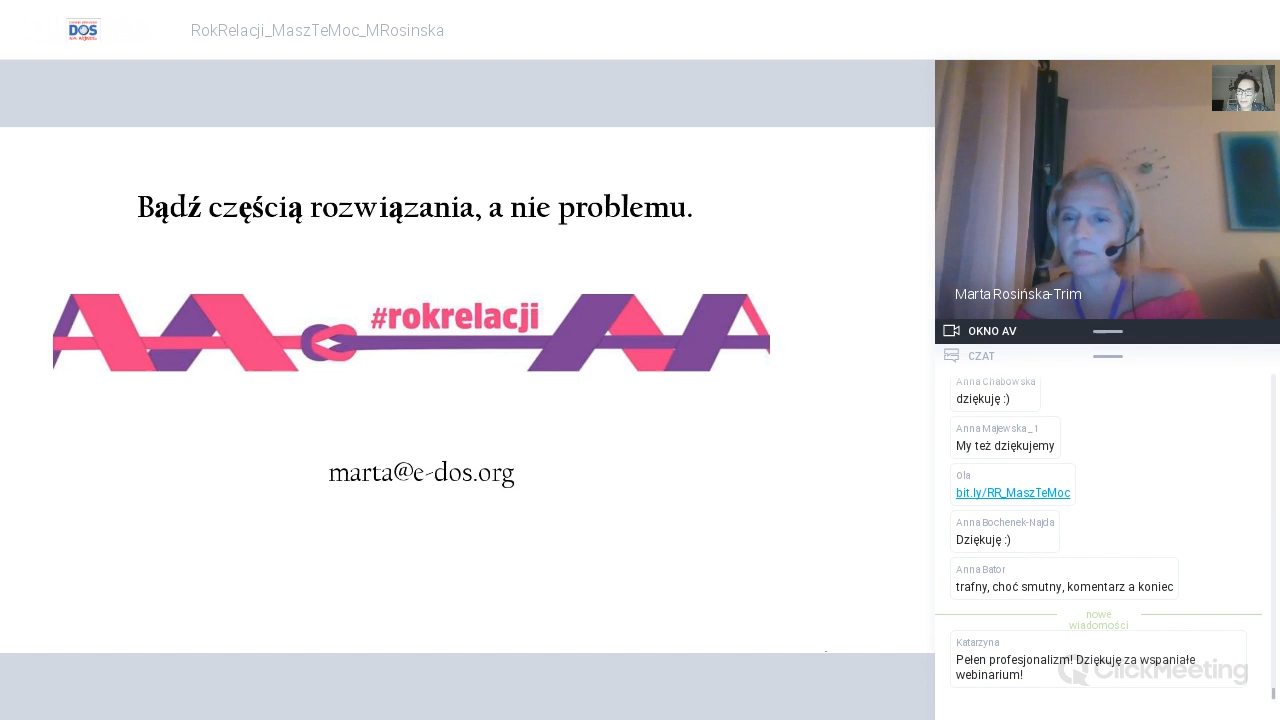 DOS
RokRelacji_MaszTeMoc_MRosinska
Bądź częścią rozwiązania, a nie problemu.
#rokrelacji
marta@e-dos.org
Marta Rosińska-Trim
OKNO AV
CZAT
Anna Chabowska
dziękuję :)
Anna Majewska_1
My też dziękujemy
Ola
bit.ly/RR_MaszTeMoc
Anna Bochenek-Najda
Dziękuję :)
Anna Bator
trafny, choć smutny, komentarz a koniec
nowe
wiadomości
Katarzyna
Pełen profesjonalizm! Dziękuję za wspaniałe
webinarium!
ClickMeeting